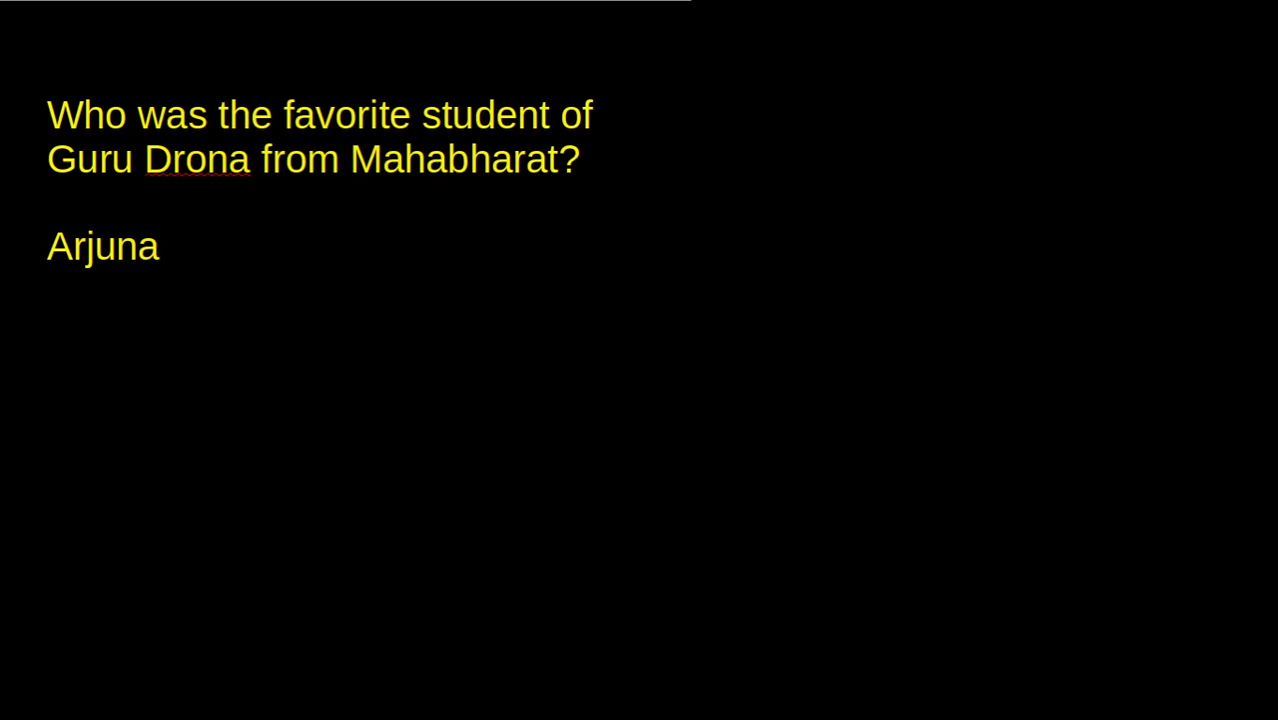 Who was the favorite student of
Guru Drona from Mahabharat?
Arjuna